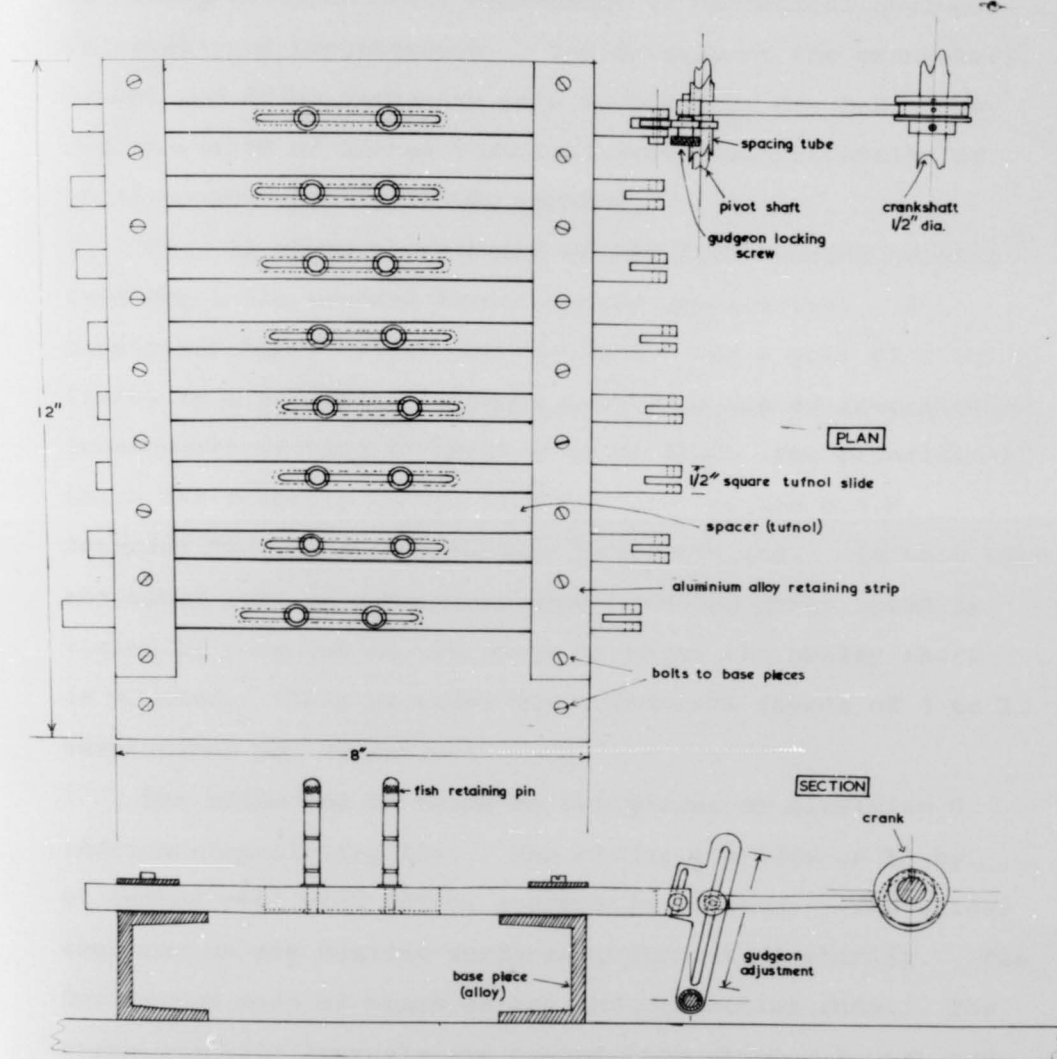 spacing tube
pivot shaft
gudgeon locking
screw
crankshaft
1/2" dia.
12"
PLAN
1/2" square tufnol slide
spacer (tufnol)
aluminium alloy retaining strip
bolts to base pieces
8"
SECTION
fish retaining pin
crank
gudgeon
adjustment
base piece
(alloy)